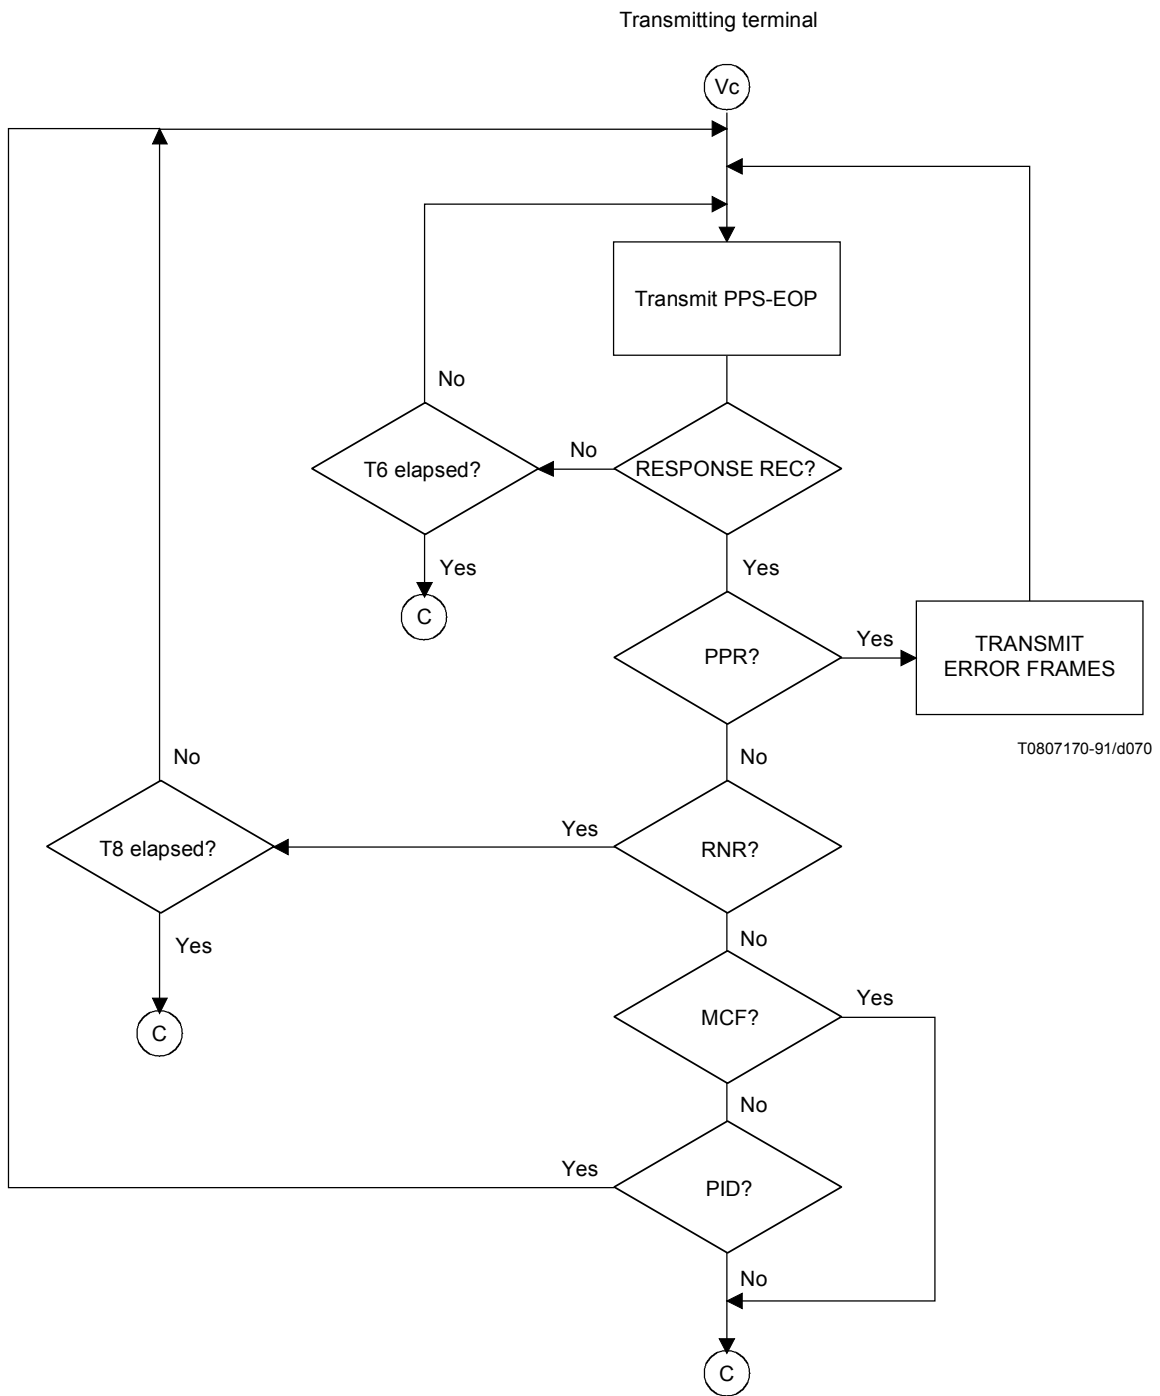 Transmitting terminal
Vc
Transmit PPS-EOP
No
T6 elapsed?
No
RESPONSE REC?
Yes
C
Yes
PPR?
Yes
TRANSMIT
ERROR FRAMES
T0807170-91/d070
No
No
T8 elapsed?
Yes
RNR?
Yes
C
No
MCF?
Yes
No
Yes
PID?
No
C